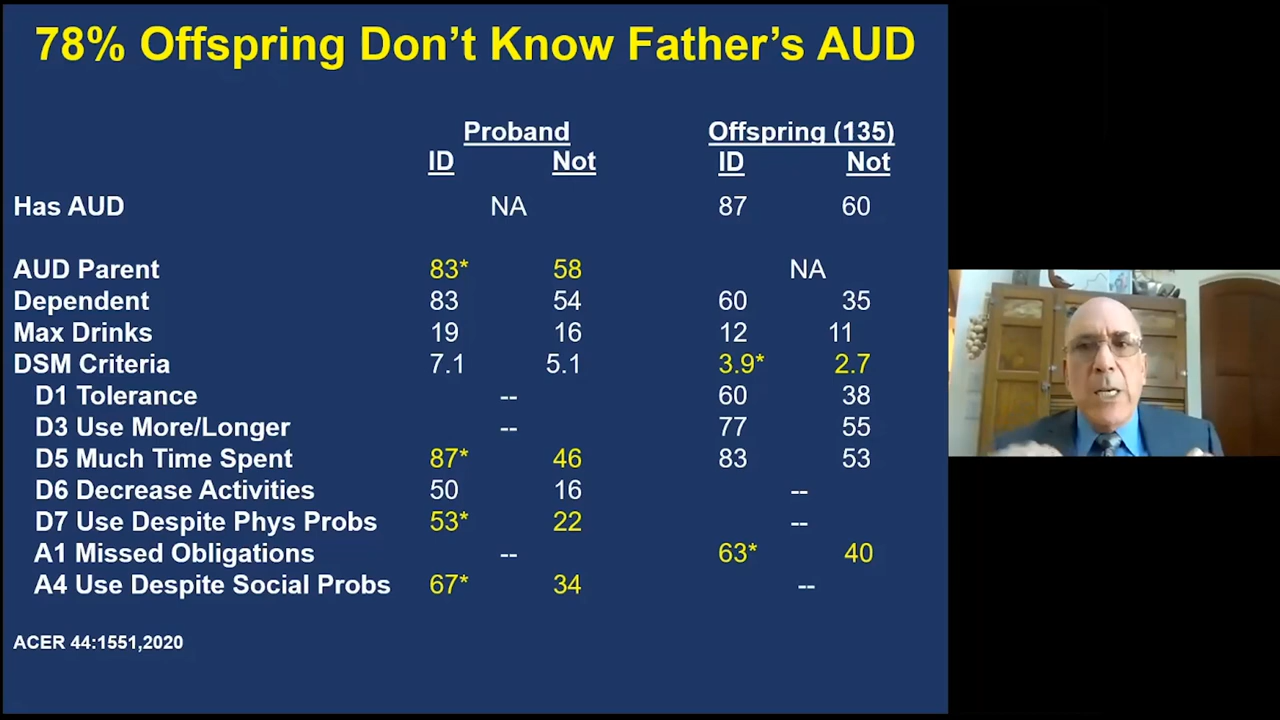 78% Offspring Don't Know Father's AUD
Proband Offspring (135)
ID Not ID Not
Has AUD NA 87 60
AUD Parent 83* 58 NA
Dependent 83 54 60 35
Max Drinks 19 16 12 11
DSM Criteria 7.1 5.1 3.9* 2.7
D1 Tolerance -- 60 38
D3 Use More/Longer -- 77 55
D5 Much Time Spent 87* 46 83 53
D6 Decrease Activities 50 16 --
D7 Use Despite Phys Probs 53* 22 --
A1 Missed Obligations -- 63* 40
A4 Use Despite Social Probs 67* 34 --
ACER 44:1551,2020